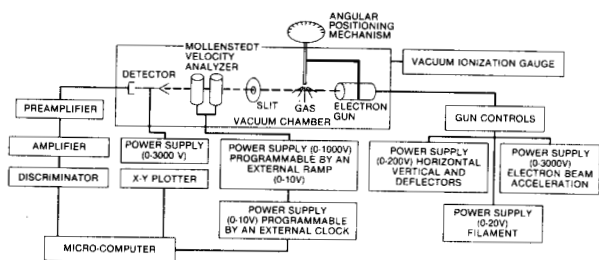 ANGULAR
POSITIONING
MECHANISM
MOLLENSTEDT
VELOCITY
ANALYZER
VACUUM IONIZATION GAUGE
DETECTOR
SLIT
GAS
ELECTRON
GUN
VACUUM CHAMBER
PREAMPLIFIER
GUN CONTROLS
AMPLIFIER
POWER SUPPLY
(0-3000 V)
POWER SUPPLY (0-1000V)
PROGRAMMABLE BY AN
EXTERNAL RAMP
(0-10V)
POWER SUPPLY
(0-200V) HORIZONTAL
VERTICAL AND
DEFLECTORS
POWER SUPPLY
(0-3000V)
ELECTRON BEAM
ACCELERATION
DISCRIMINATOR
X-Y PLOTTER
POWER SUPPLY
(0-10V) PROGRAMMABLE
BY AN EXTERNAL CLOCK
POWER SUPPLY
(0-20V)
FILAMENT
MICRO-COMPUTER